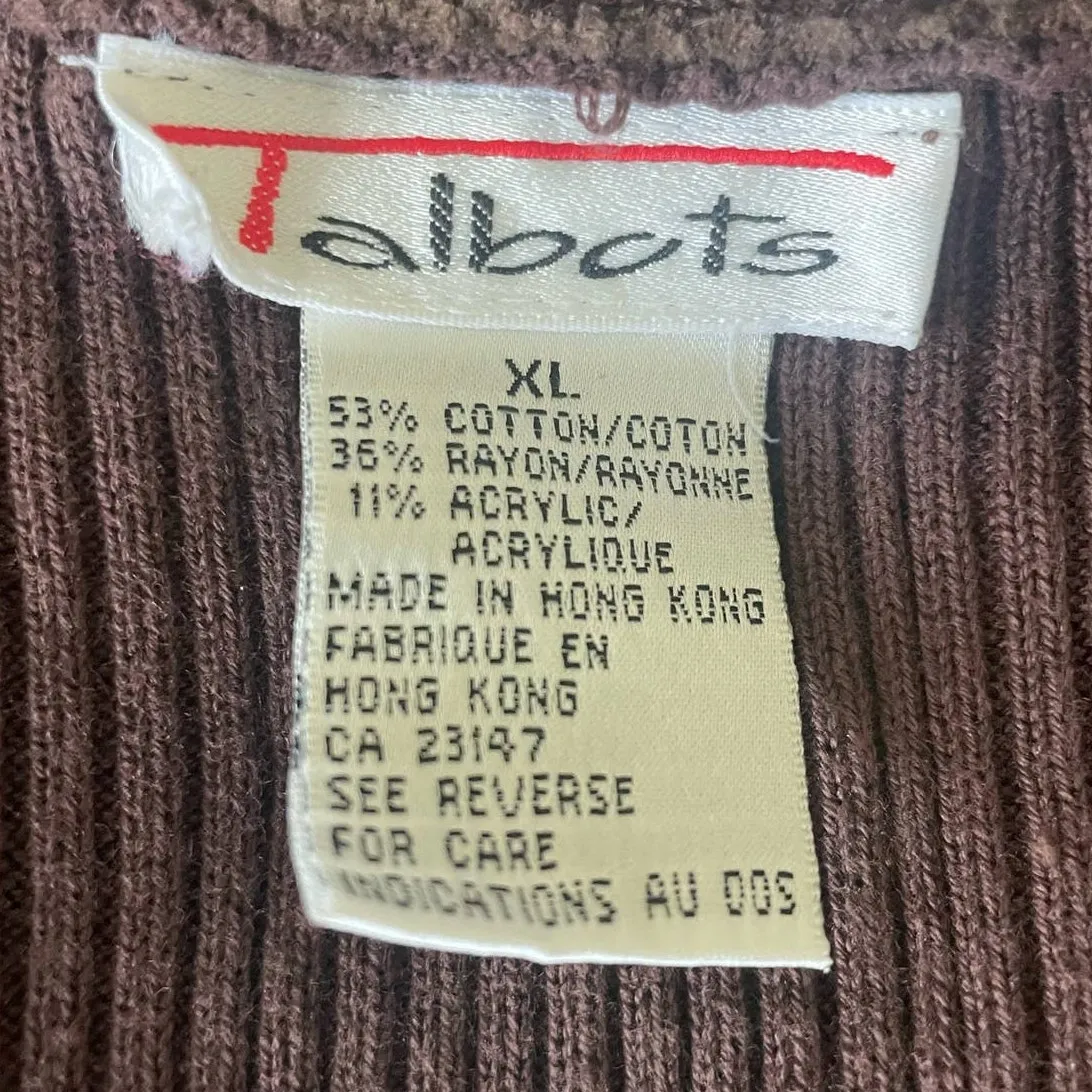 Talbots
XL
53% COTTON/COTON
36% RAYON/RAYONNE
11% ACRYLIC/
ACRYLIQUE
MADE IN HONG KONG
FABRIQUE EN
HONG KONG
CA 23147
SEE REVERSE
FOR CARE
INDICATIONS AU DOS